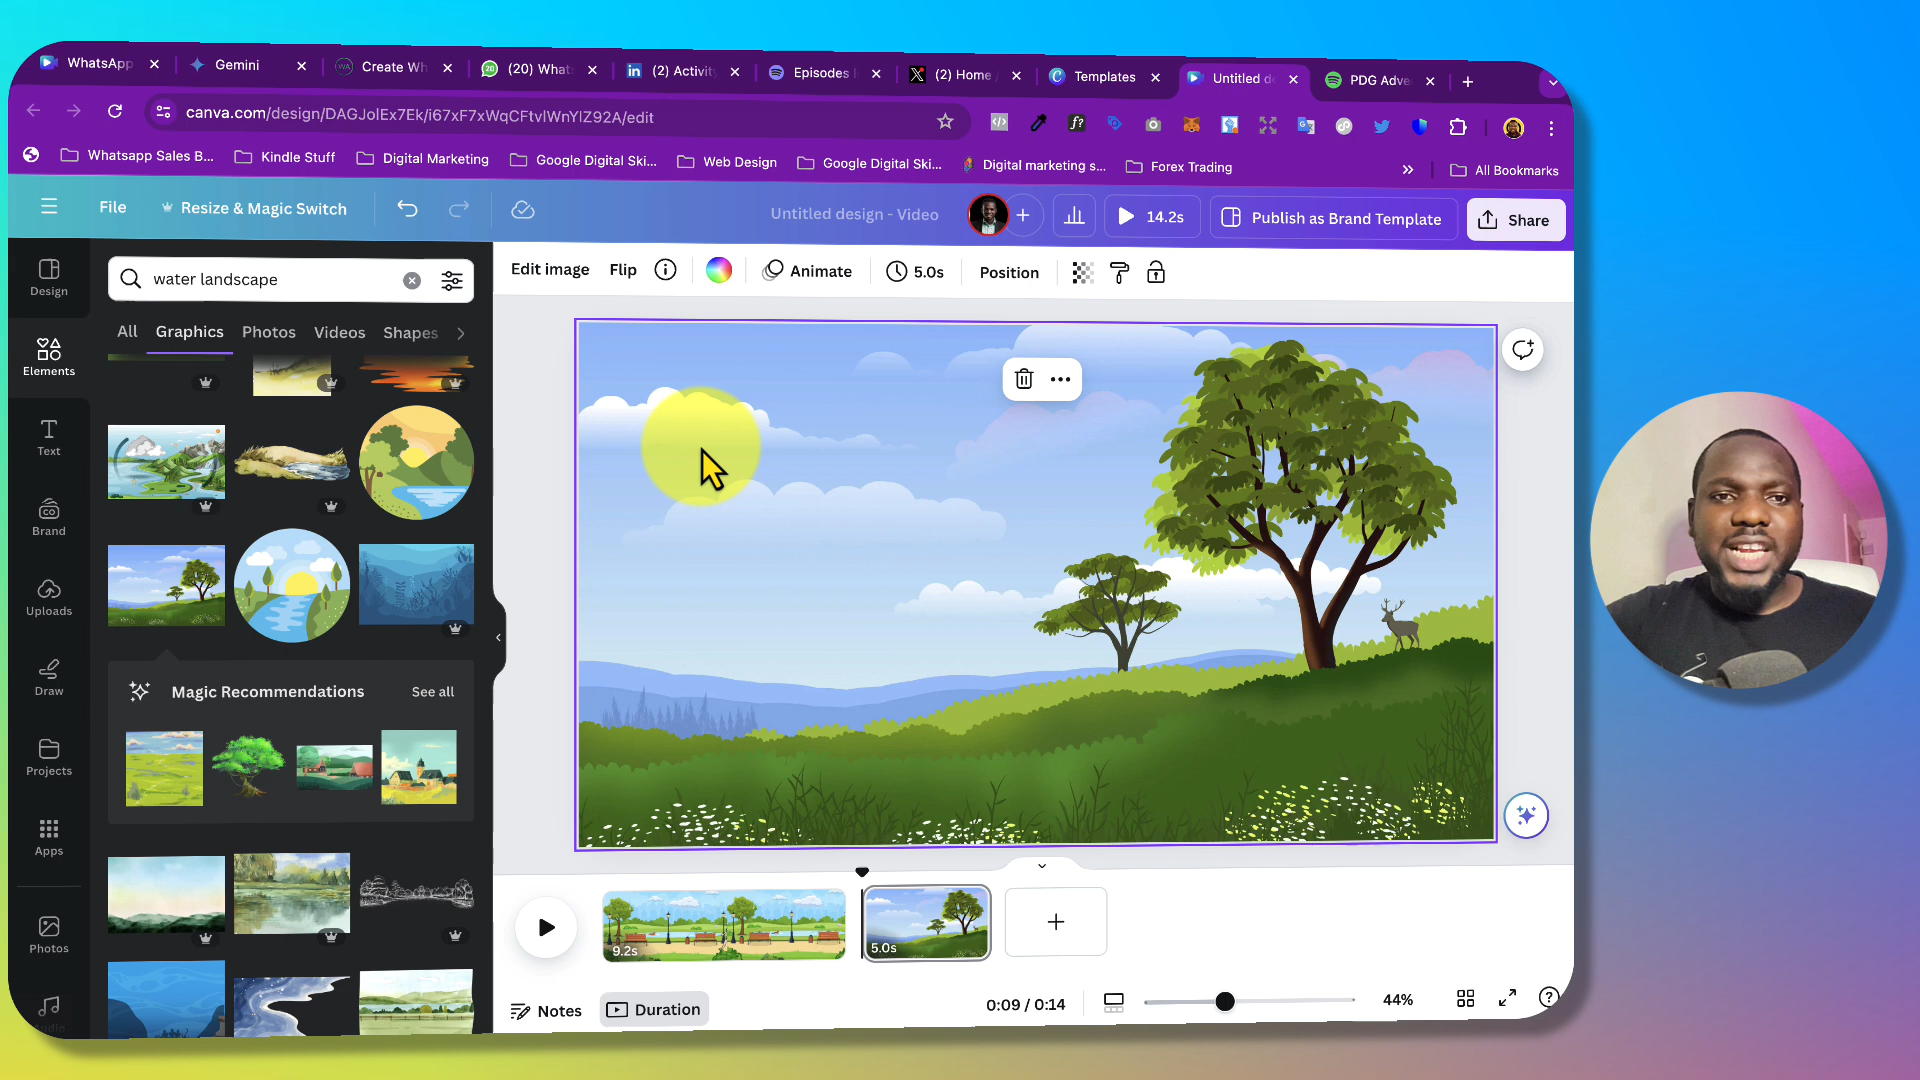 WhatsApp
Gemini
Create Wh
(20) What
(2) Activity
Episodes
(2) Home
Templates
Untitled d
PDG Adve
canva.com/design/DAGJolEx7Ek/i67xF7xWqCFtvlWnYlZ92A/edit
Whatsapp Sales B...
Kindle Stuff
Digital Marketing
Google Digital Ski...
Web Design
Google Digital Ski...
Digital marketing s...
Forex Trading
All Bookmarks
File
Resize & Magic Switch
Untitled design - Video
14.2s
Publish as Brand Template
Share
Edit image
Flip
Animate
5.0s
Position
water landscape
All
Graphics
Photos
Videos
Shapes
Design
Elements
Text
Brand
Uploads
Draw
Projects
Apps
Photos
Audio
Magic Recommendations
See all
9.2s
5.0s
Notes
Duration
0:09 / 0:14
44%